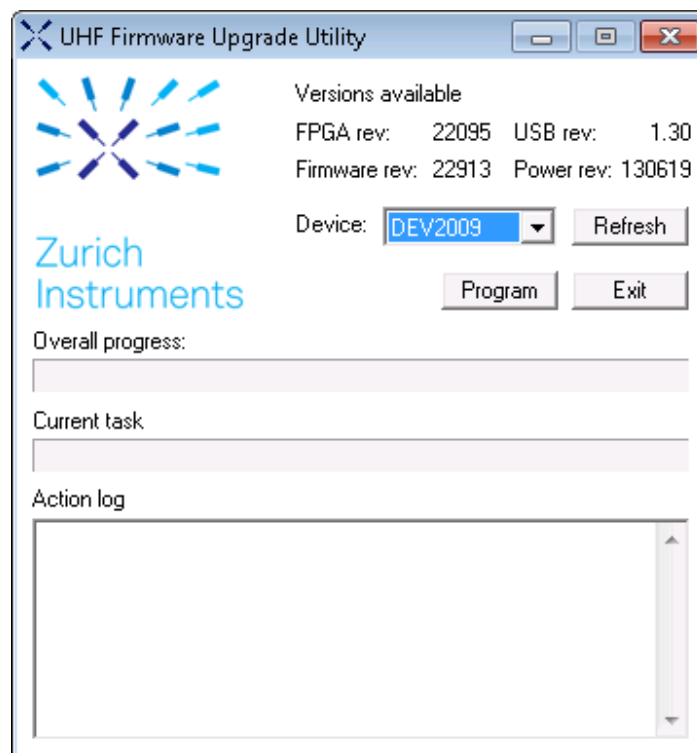 UHF Firmware Upgrade Utility
Versions available
FPGA rev: 22095 USB rev: 1.30
Firmware rev: 22913 Power rev: 130619
Device: DEV2009 Refresh
Zurich
Instruments
Program Exit
Overall progress:
Current task
Action log